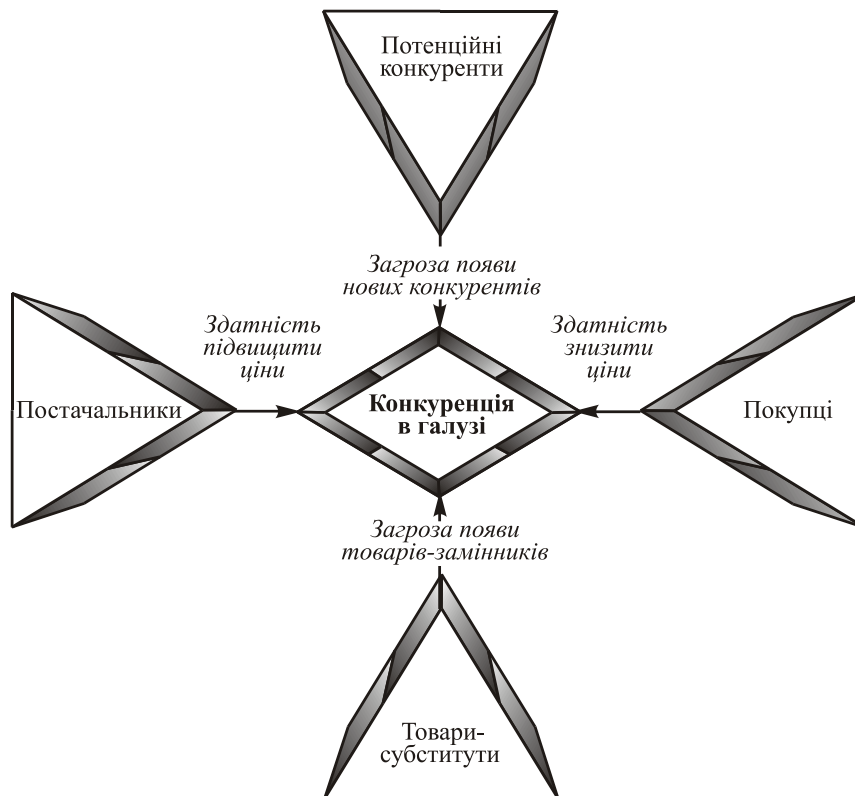 Потенційні
конкуренти
Загроза появи
нових конкурентів
Здатність
підвищити
ціни
Здатність
знизити
ціни
Постачальники
Конкуренція
в галузі
Покупці
Загроза появи
товарів-замінників
Товари-
субститути